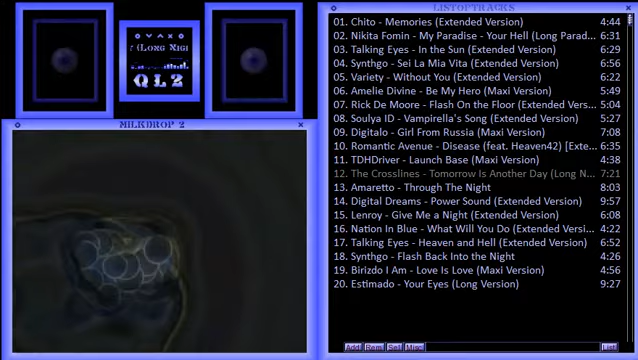 LIST OF TRACKS
: (Long Nigh
QL2
MILKDROP 2
01. Chito - Memories (Extended Version) 4:44
02. Nikita Fomin - My Paradise - Your Hell (Long Parad... 6:31
03. Talking Eyes - In the Sun (Extended Version) 6:29
04. Synthgo - Sei La Mia Vita (Extended Version) 6:56
05. Variety - Without You (Extended Version) 6:22
06. Amelie Divine - Be My Hero (Maxi Version) 5:49
07. Rick De Moore - Flash On the Floor (Extended Vers... 5:04
08. Soulya ID - Vampirella's Song (Extended Version) 5:27
09. Digitalo - Girl From Russia (Maxi Version) 7:08
10. Romantic Avenue - Disease (feat. Heaven42) [Exte... 6:35
11. TDHDriver - Launch Base (Maxi Version) 4:38
12. The Crosslines - Tomorrow Is Another Day (Long N... 7:21
13. Amaretto - Through The Night 8:03
14. Digital Dreams - Power Sound (Extended Version) 9:57
15. Lenroy - Give Me a Night (Extended Version) 6:08
16. Nation In Blue - What Will You Do (Extended Versi... 4:22
17. Talking Eyes - Heaven and Hell (Extended Version) 6:52
18. Synthgo - Flash Back Into the Night 4:26
19. Birizdo I Am - Love Is Love (Maxi Version) 4:56
20. Estimado - Your Eyes (Long Version) 9:27
Add Rem Sel Misc List